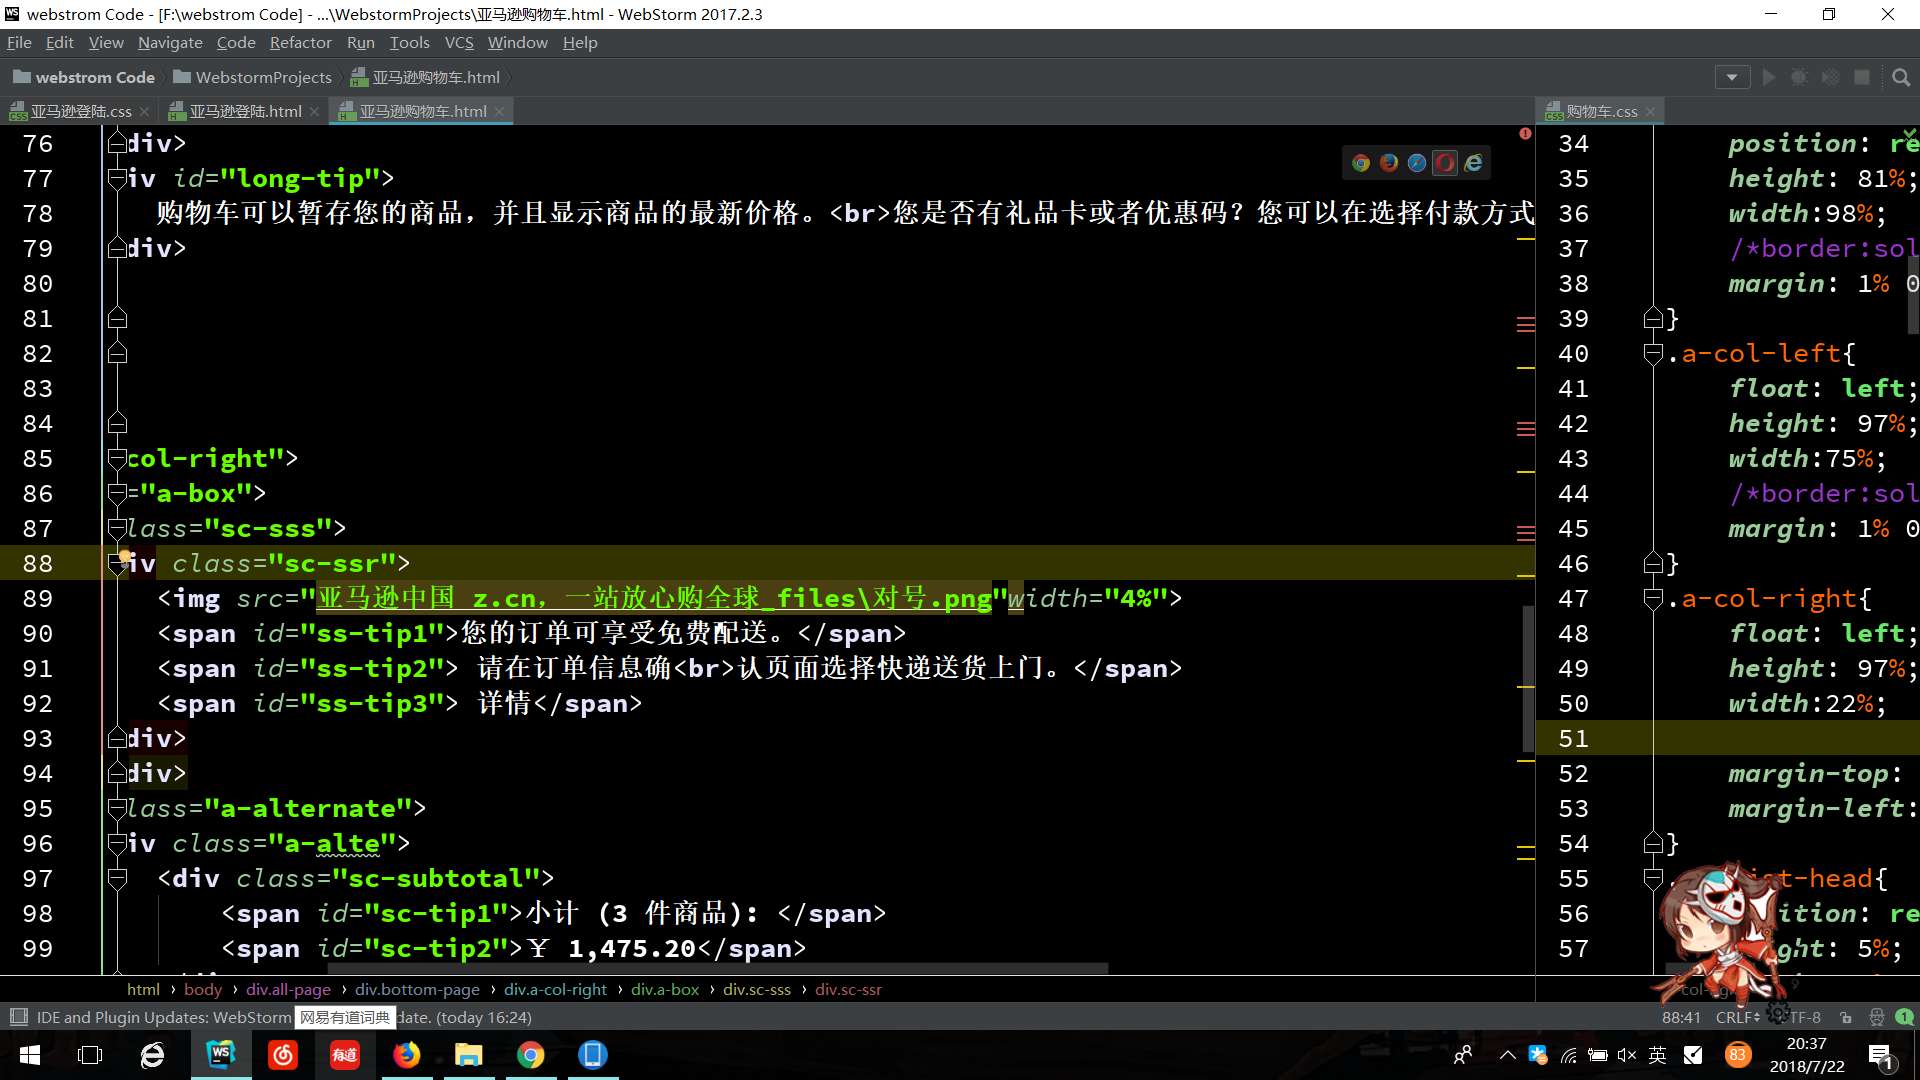 webstrom Code - [F:\webstrom Code] - ...\WebstormProjects\亚马逊购物车.html - WebStorm 2017.2.3
File Edit View Navigate Code Refactor Run Tools VCS Window Help
webstrom Code WebstormProjects 亚马逊购物车.html
亚马逊登陆.css 亚马逊登陆.html 亚马逊购物车.html 购物车.css
76 div>
77 iv id="long-tip">
78 购物车可以暂存您的商品，并且显示商品的最新价格。<br>您是否有礼品卡或者优惠码？您可以在选择付款方式
79 div>
80
81
82
83
84
85 col-right">
86 ="a-box">
87 lass="sc-sss">
88 iv class="sc-ssr">
89 <img src="亚马逊中国_z.cn，一站放心购全球_files\对号.png"width="4%">
90 <span id="ss-tip1">您的订单可享受免费配送。</span>
91 <span id="ss-tip2"> 请在订单信息确<br>认页面选择快递送货上门。</span>
92 <span id="ss-tip3"> 详情</span>
93 div>
94 div>
95 lass="a-alternate">
96 iv class="a-alte">
97 <div class="sc-subtotal">
98 <span id="sc-tip1">小计 (3 件商品): </span>
99 <span id="sc-tip2">￥ 1,475.20</span>
34 position: re
35 height: 81%;
36 width:98%;
37 /*border:sol
38 margin: 1% 0
39 }
40 .a-col-left{
41 float: left;
42 height: 97%;
43 width:75%;
44 /*border:sol
45 margin: 1% 0
46 }
47 .a-col-right{
48 float: left;
49 height: 97%;
50 width:22%;
51
52 margin-top:
53 margin-left:
54 }
55 ist-head{
56 ition: re
57 ght: 5%;
html › body › div.all-page › div.bottom-page › div.a-col-right › div.a-box › div.sc-sss › div.sc-ssr
IDE and Plugin Updates: WebStorm 网易有道词典 date. (today 16:24)
88:41 CRLF TF-8
有道
英 83 20:37
2018/7/22
1